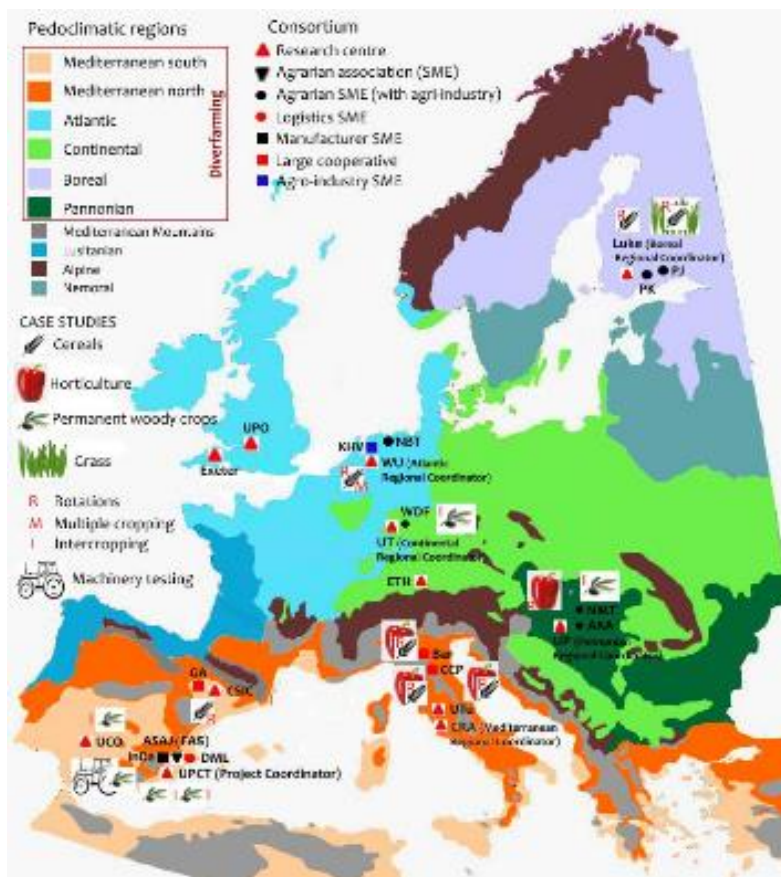 Pedoclimatic regions
Mediterranean south
Mediterranean north
Atlantic
Continental
Boreal
Pannonian
Diverfarming
Mediterranean Mountains
Lusitanian
Alpine
Nemoral
Consortium
Research centre
Agrarian association (SME)
Agrarian SME (with agri-industry)
Logistics SME
Manufacturer SME
Large cooperative
Agro-industry SME
CASE STUDIES
Cereals
Horticulture
Permanent woody crops
Grass
R Rotations
M Multiple cropping
I Intercropping
Machinery testing
Luke (Boreal
Regional Coordinator)
PJ
PK
UPO
Exeter
KHV
NBT
WU (Atlantic
Regional Coordinator)
R
M
WDF
I
UT (Continental
Regional Coordinator)
ETH
I
AKA
Regional Coordinator)
CCP
CRA (Mediterranean
Regional Coordinator)
GA
CSIC
R
UCO
ASAJ (FAS)
DML
UPCT (Project Coordinator)